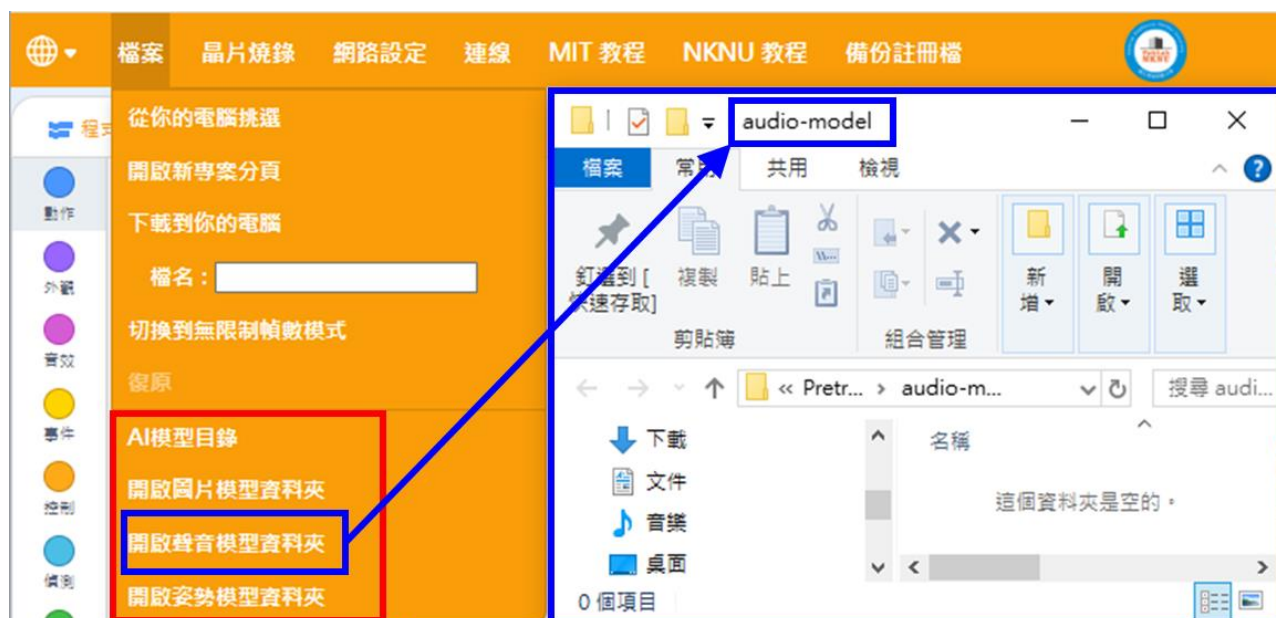 檔案 晶片燒錄 網路設定 連線 MIT 教程 NKNU 教程 備份註冊檔
程式
動作
外觀
音效
事件
控制
偵測
從你的電腦挑選
開啟新專案分頁
下載到你的電腦
檔名：
切換到無限制幀數模式
復原
AI模型目錄
開啟圖片模型資料夾
開啟聲音模型資料夾
開啟姿勢模型資料夾
audio-model
檔案 常用 共用 檢視
釘選到 [
快速存取]
複製
貼上
剪貼簿
組合管理
新
增
開
啟
選
取
« Pretr... › audio-m...
搜尋 audi...
下載
文件
音樂
桌面
名稱
這個資料夾是空的。
0 個項目